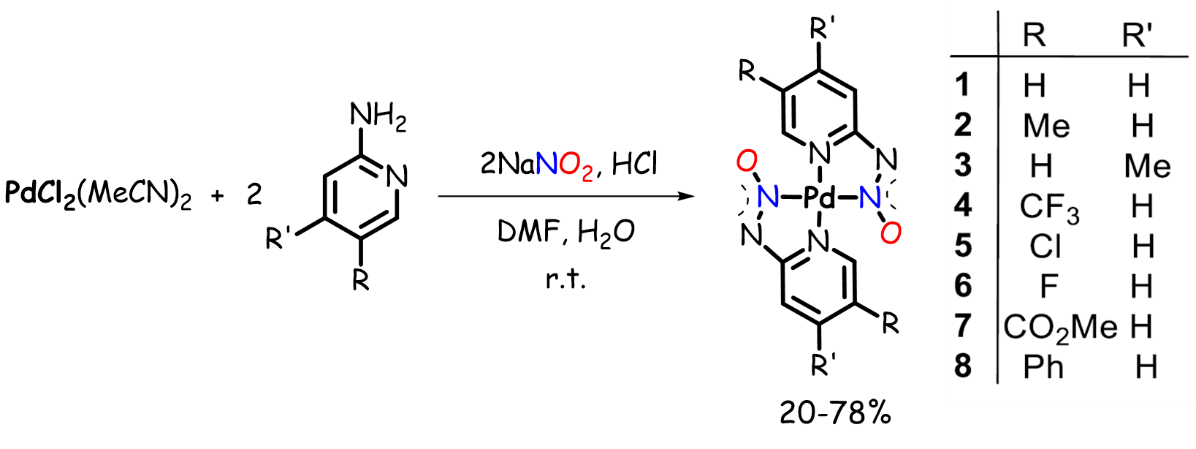 PdCl₂(MeCN)₂ + 2
NH₂
N
R'
R
2NaNO₂, HCl
DMF, H₂O
r.t.
R'
R
N
N
O
N
Pd
N
O
N
N
R
R'
20-78%
R R'
1 H H
2 Me H
3 H Me
4 CF₃ H
5 Cl H
6 F H
7 CO₂Me H
8 Ph H